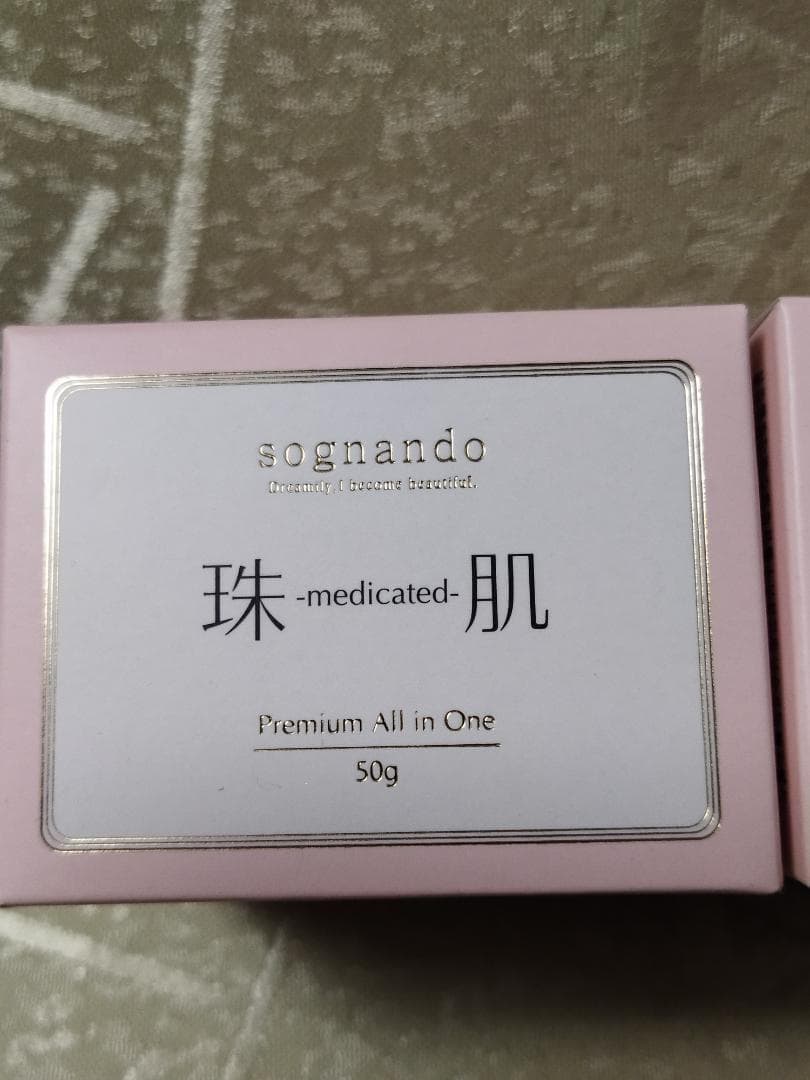 sognando
Dreamily,I become beautiful.
珠 -medicated- 肌
Premium All in One
50g